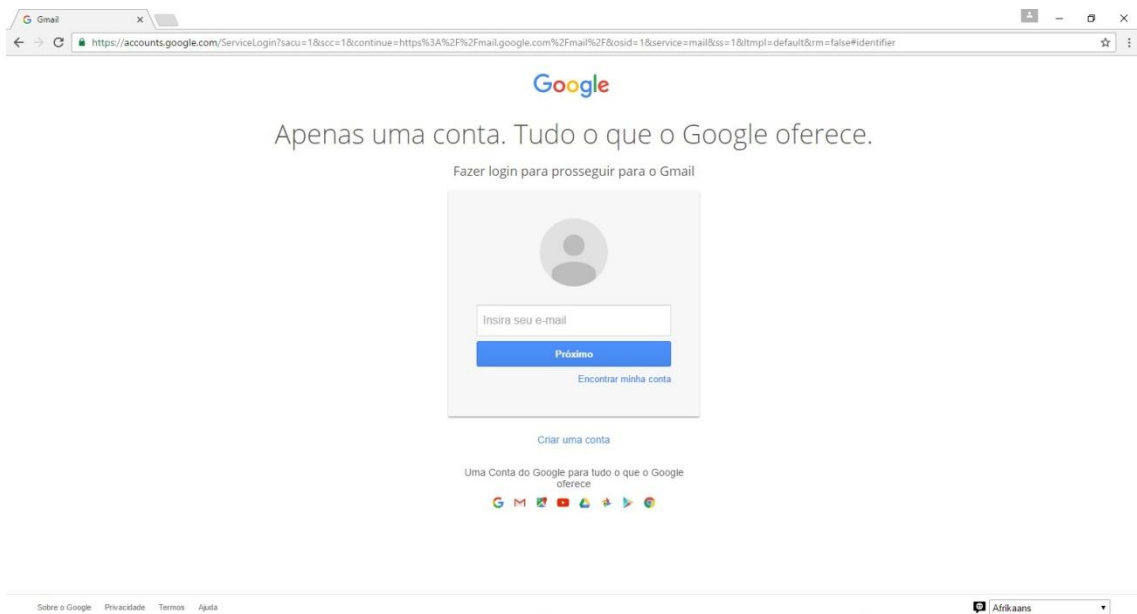 Gmail
https://accounts.google.com/ServiceLogin?sacu=1&scc=1&continue=https%3A%2F%2Fmail.google.com%2Fmail%2F&osid=1&service=mail&ss=1&ltmpl=default&rm=false#identifier
Google
Apenas uma conta. Tudo o que o Google oferece.
Fazer login para prosseguir para o Gmail
Insira seu e-mail
Próximo
Encontrar minha conta
Criar uma conta
Uma Conta do Google para tudo o que o Google
oferece
Sobre o Google Privacidade Termos Ajuda Afrikaans